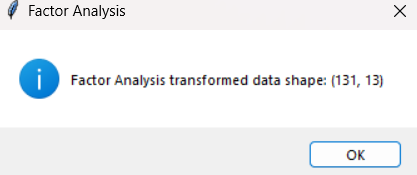 Factor Analysis
Factor Analysis transformed data shape: (131, 13)
OK